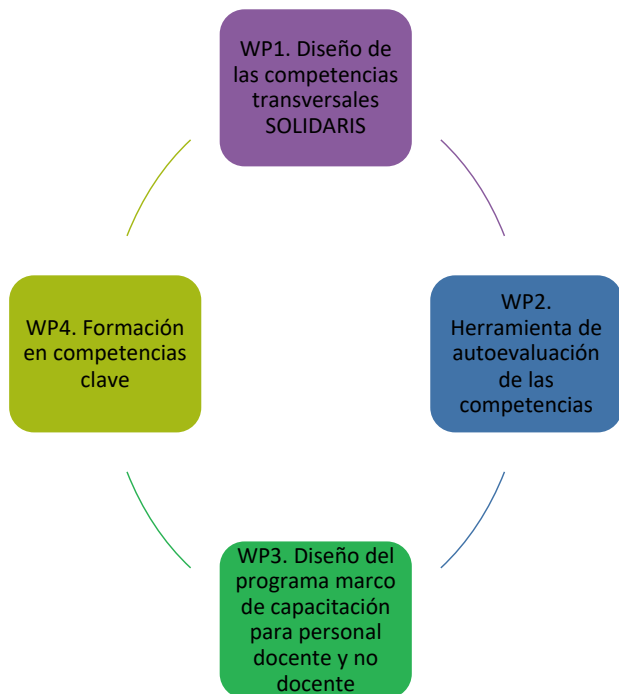 WP1. Diseño de
las competencias
transversales
SOLIDARIS
WP2.
Herramienta de
autoevaluación
de las
competencias
WP3. Diseño del
programa marco
de capacitación
para personal
docente y no
docente
WP4. Formación
en competencias
clave